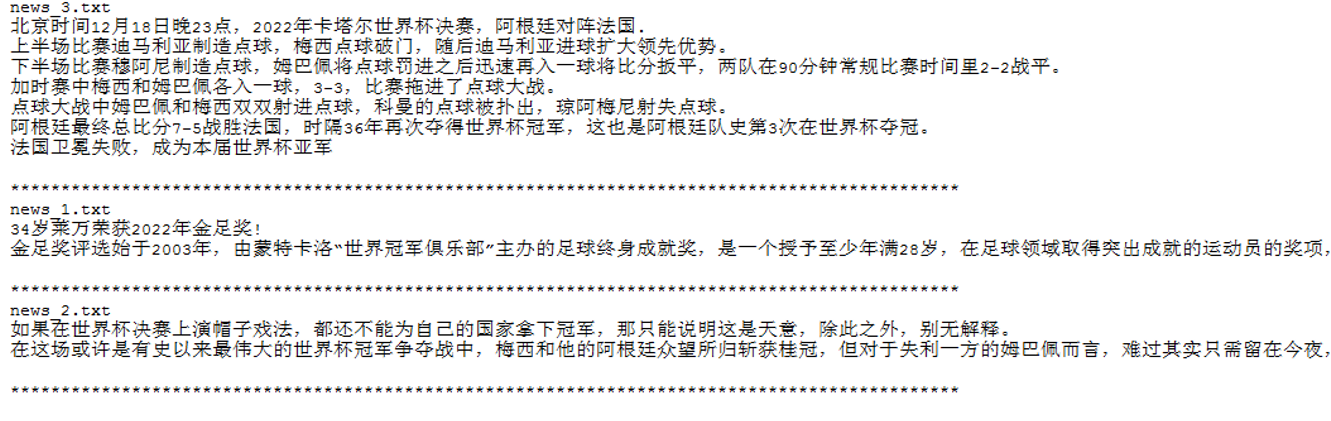 news_3.txt
北京时间12月18日晚23点，2022年卡塔尔世界杯决赛，阿根廷对阵法国.
上半场比赛迪马利亚制造点球，梅西点球破门，随后迪马利亚进球扩大领先优势。
下半场比赛穆阿尼制造点球，姆巴佩将点球罚进之后迅速再入一球将比分扳平，两队在90分钟常规比赛时间里2-2战平。
加时赛中梅西和姆巴佩各入一球，3-3，比赛拖进了点球大战。
点球大战中姆巴佩和梅西双双射进点球，科曼的点球被扑出，琼阿梅尼射失点球。
阿根廷最终总比分7-5战胜法国，时隔36年再次夺得世界杯冠军，这也是阿根廷队史第3次在世界杯夺冠。
法国卫冕失败，成为本届世界杯亚军
***********************************************************************************************
news_1.txt
34岁莱万荣获2022年金足奖!
金足奖评选始于2003年，由蒙特卡洛“世界冠军俱乐部”主办的足球终身成就奖，是一个授予至少年满28岁，在足球领域取得突出成就的运动员的奖项，
***********************************************************************************************
news_2.txt
如果在世界杯决赛上演帽子戏法，都还不能为自己的国家拿下冠军，那只能说明这是天意，除此之外，别无解释。
在这场或许是有史以来最伟大的世界杯冠军争夺战中，梅西和他的阿根廷众望所归斩获桂冠，但对于失利一方的姆巴佩而言，难过其实只需留在今夜，
***********************************************************************************************